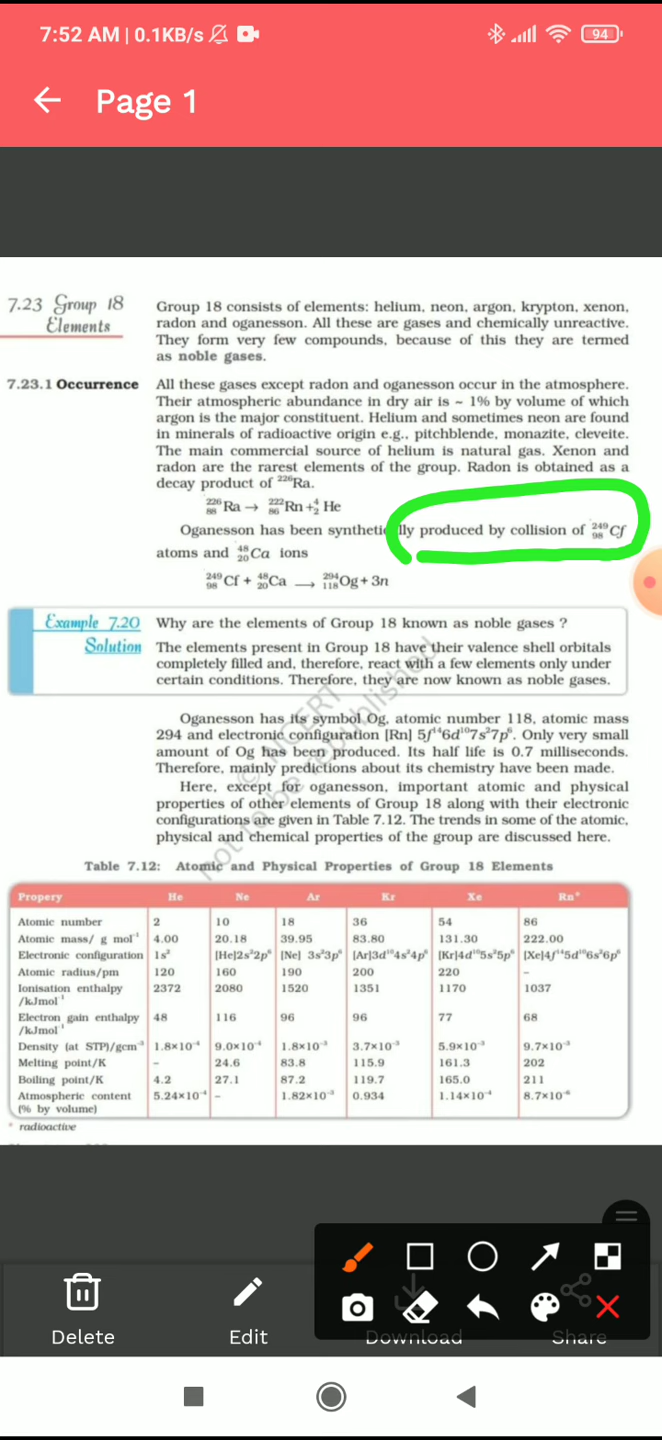 7:52 AM | 0.1KB/s
94
Page 1
7.23 Group 18
Elements
Group 18 consists of elements: helium, neon, argon, krypton, xenon,
radon and oganesson. All these are gases and chemically unreactive.
They form very few compounds, because of this they are termed
as noble gases.
7.23.1 Occurrence
All these gases except radon and oganesson occur in the atmosphere.
Their atmospheric abundance in dry air is ~ 1% by volume of which
argon is the major constituent. Helium and sometimes neon are found
in minerals of radioactive origin e.g., pitchblende, monazite, cleveite.
The main commercial source of helium is natural gas. Xenon and
radon are the rarest elements of the group. Radon is obtained as a
decay product of ²²⁶Ra.
²²⁶₈₈Ra → ²²²₈₆Rn +⁴₂ He
Oganesson has been synthetically produced by collision of ²⁴⁹₉₈Cf
atoms and ⁴⁸₂₀Ca ions
²⁴⁹₉₈Cf + ⁴⁸₂₀Ca ⟶ ²⁹⁴₁₁₈Og + 3n
Example 7.20 Why are the elements of Group 18 known as noble gases ?
Solution The elements present in Group 18 have their valence shell orbitals
completely filled and, therefore, react with a few elements only under
certain conditions. Therefore, they are now known as noble gases.
Oganesson has its symbol Og, atomic number 118, atomic mass
294 and electronic configuration [Rn] 5f¹⁴6d¹⁰7s²7p⁶. Only very small
amount of Og has been produced. Its half life is 0.7 milliseconds.
Therefore, mainly predictions about its chemistry have been made.
Here, except for oganesson, important atomic and physical
properties of other elements of Group 18 along with their electronic
configurations are given in Table 7.12. The trends in some of the atomic,
physical and chemical properties of the group are discussed here.
© NCERT
not to be republished
Table 7.12: Atomic and Physical Properties of Group 18 Elements
Propery He Ne Ar Kr Xe Rn*
Atomic number 2 10 18 36 54 86
Atomic mass/ g mol⁻¹ 4.00 20.18 39.95 83.80 131.30 222.00
Electronic configuration 1s² [He]2s²2p⁶ [Ne] 3s²3p⁶ [Ar]3d¹⁰4s²4p⁶ [Kr]4d¹⁰5s²5p⁶ [Xe]4f¹⁴5d¹⁰6s²6p⁶
Atomic radius/pm 120 160 190 200 220 –
Ionisation enthalpy 2372 2080 1520 1351 1170 1037
/kJmol⁻¹
Electron gain enthalpy 48 116 96 96 77 68
/kJmol⁻¹
Density (at STP)/gcm⁻³ 1.8×10⁻⁴ 9.0×10⁻⁴ 1.8×10⁻³ 3.7×10⁻³ 5.9×10⁻³ 9.7×10⁻³
Melting point/K – 24.6 83.8 115.9 161.3 202
Boiling point/K 4.2 27.1 87.2 119.7 165.0 211
Atmospheric content 5.24×10⁻⁴ – 1.82×10⁻³ 0.934 1.14×10⁻⁴ 8.7×10⁻⁶
(% by volume)
* radioactive
Delete
Edit
Download
Share